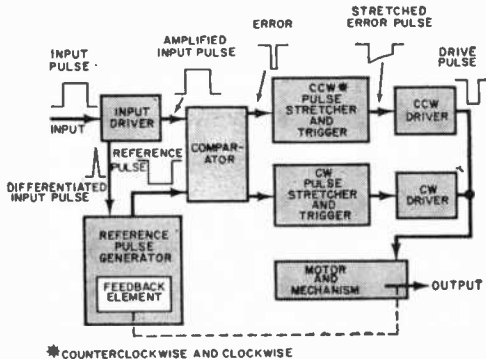 INPUT
PULSE
AMPLIFIED
INPUT PULSE
ERROR
STRETCHED
ERROR PULSE
DRIVE
PULSE
INPUT
INPUT
DRIVER
COMPAR-
ATOR
CCW*
PULSE
STRETCHER
AND
TRIGGER
CCW
DRIVER
REFERENCE
PULSE
DIFFERENTIATED
INPUT PULSE
CW
PULSE
STRETCHER
AND
TRIGGER
CW
DRIVER
REFERENCE
PULSE
GENERATOR
FEEDBACK
ELEMENT
MOTOR
AND
MECHANISM
OUTPUT
*COUNTERCLOCKWISE AND CLOCKWISE